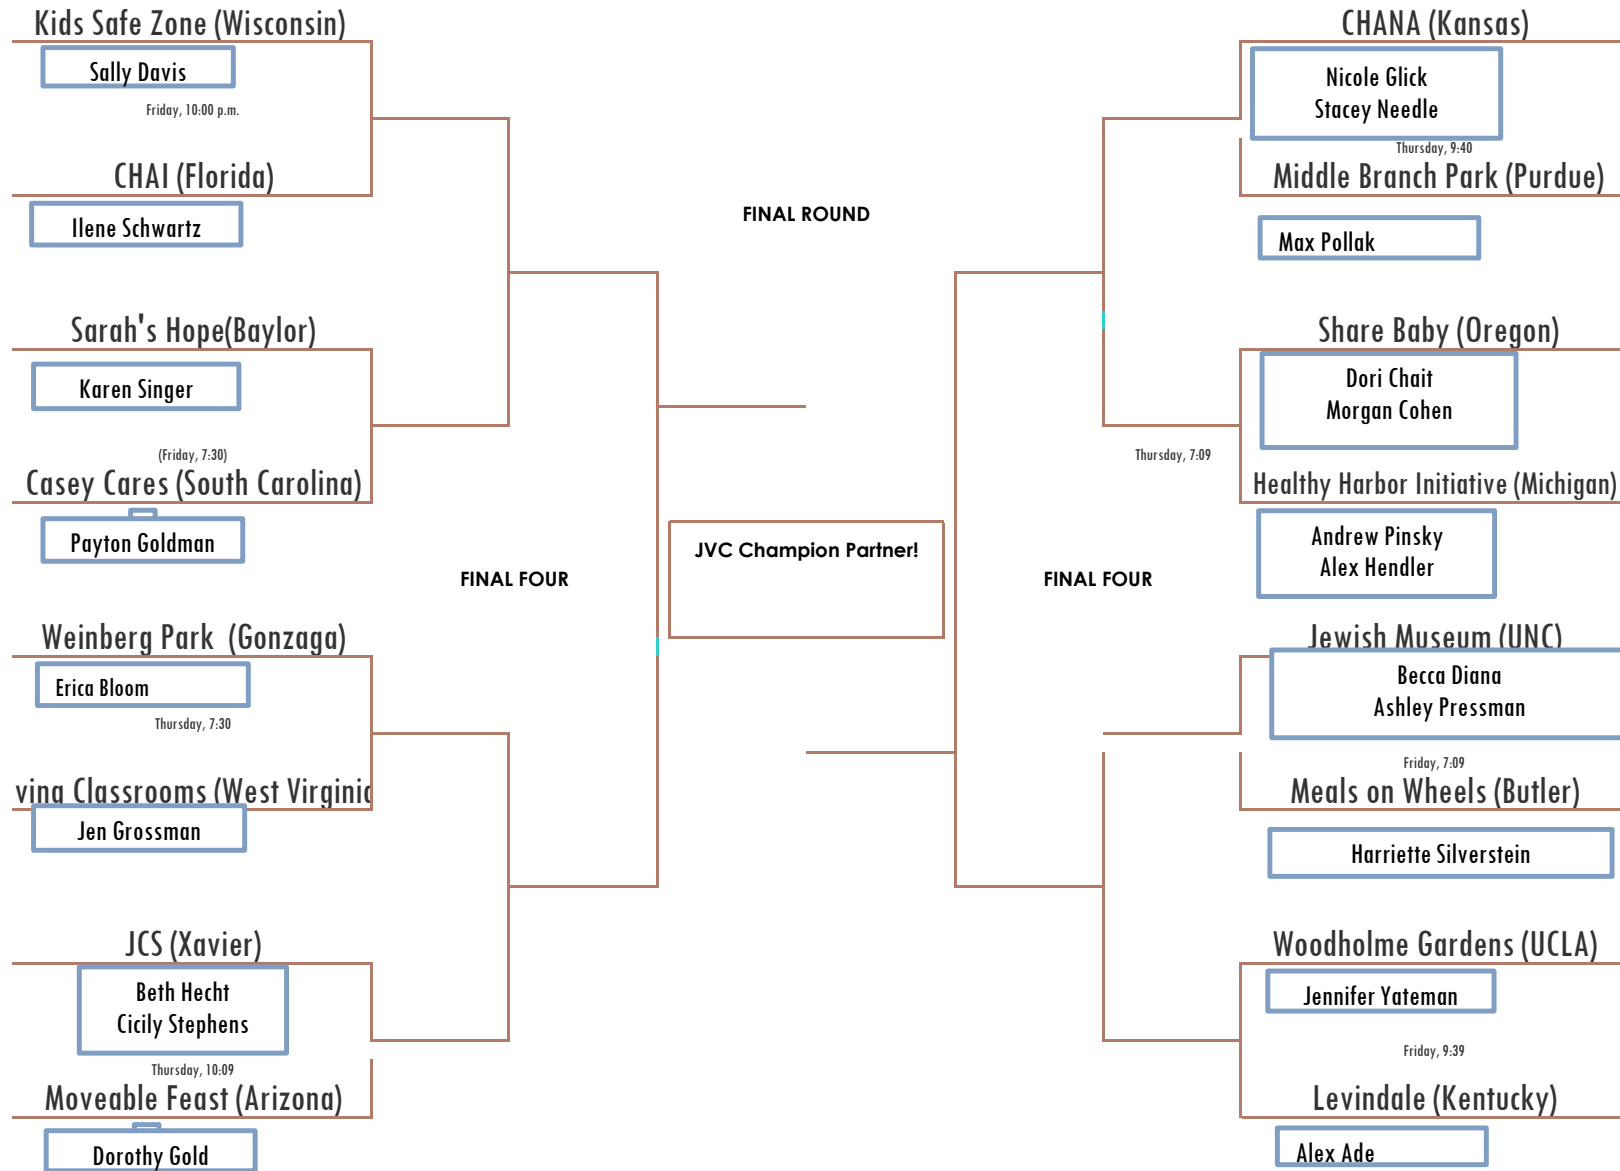 Kids Safe Zone (Wisconsin)
Sally Davis
Friday, 10:00 p.m.
CHAI (Florida)
Ilene Schwartz
Sarah's Hope(Baylor)
Karen Singer
(Friday, 7:30)
Casey Cares (South Carolina)
Payton Goldman
Weinberg Park (Gonzaga)
Erica Bloom
Thursday, 7:30
ving Classrooms (West Virginia
Jen Grossman
JCS (Xavier)
Beth Hecht
Cicily Stephens
Thursday, 10:09
Moveable Feast (Arizona)
Dorothy Gold
FINAL ROUND
FINAL FOUR
JVC Champion Partner!
FINAL FOUR
CHANA (Kansas)
Nicole Glick
Stacey Needle
Thursday, 9:40
Middle Branch Park (Purdue)
Max Pollak
Share Baby (Oregon)
Dori Chait
Morgan Cohen
Thursday, 7:09
Healthy Harbor Initiative (Michigan)
Andrew Pinsky
Alex Hendler
Jewish Museum (UNC)
Becca Diana
Ashley Pressman
Friday, 7:09
Meals on Wheels (Butler)
Harriette Silverstein
Woodholme Gardens (UCLA)
Jennifer Yateman
Friday, 9:39
Levindale (Kentucky)
Alex Ade